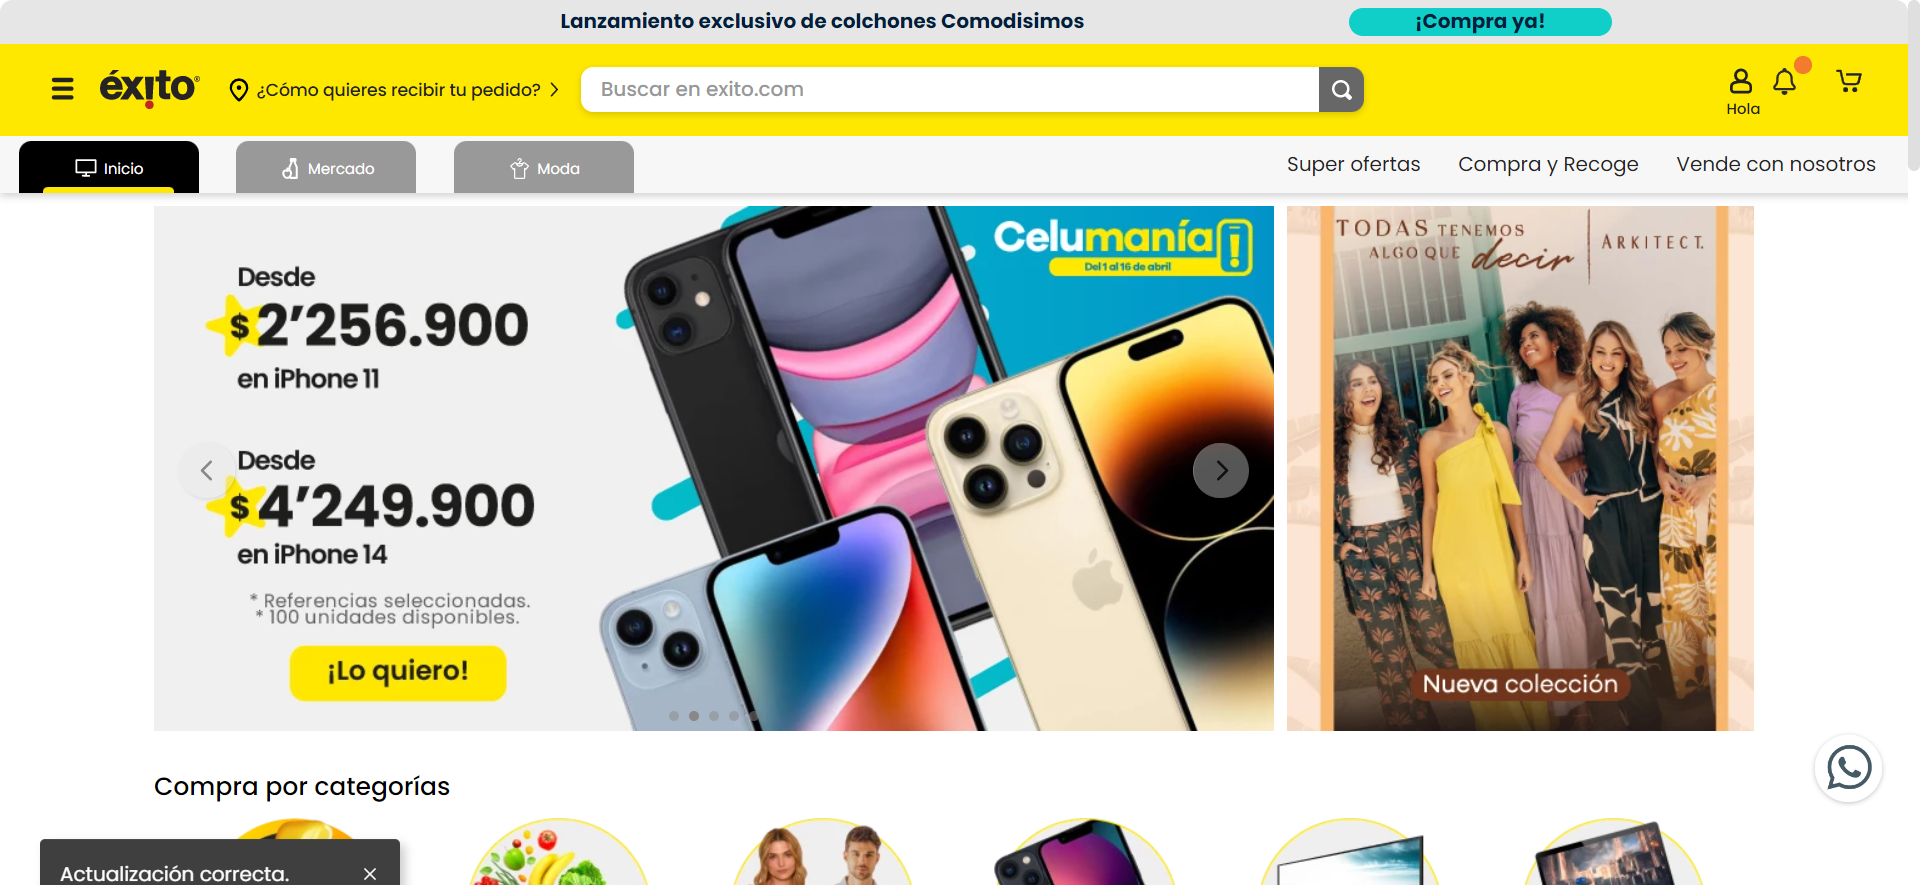 Lanzamiento exclusivo de colchones Comodisimos
¡Compra ya!
éxito
¿Cómo quieres recibir tu pedido?
Buscar en exito.com
Hola
Inicio
Mercado
Moda
Super ofertas
Compra y Recoge
Vende con nosotros
Desde
$ 2’256.900
en iPhone 11
Desde
$ 4’249.900
en iPhone 14
* Referencias seleccionadas.
* 100 unidades disponibles.
¡Lo quiero!
Celumanía
Del 1 al 16 de abril
TODAS TENEMOS
ALGO QUE decir
ARKITECT.
Nueva colección
Compra por categorías
Actualización correcta.